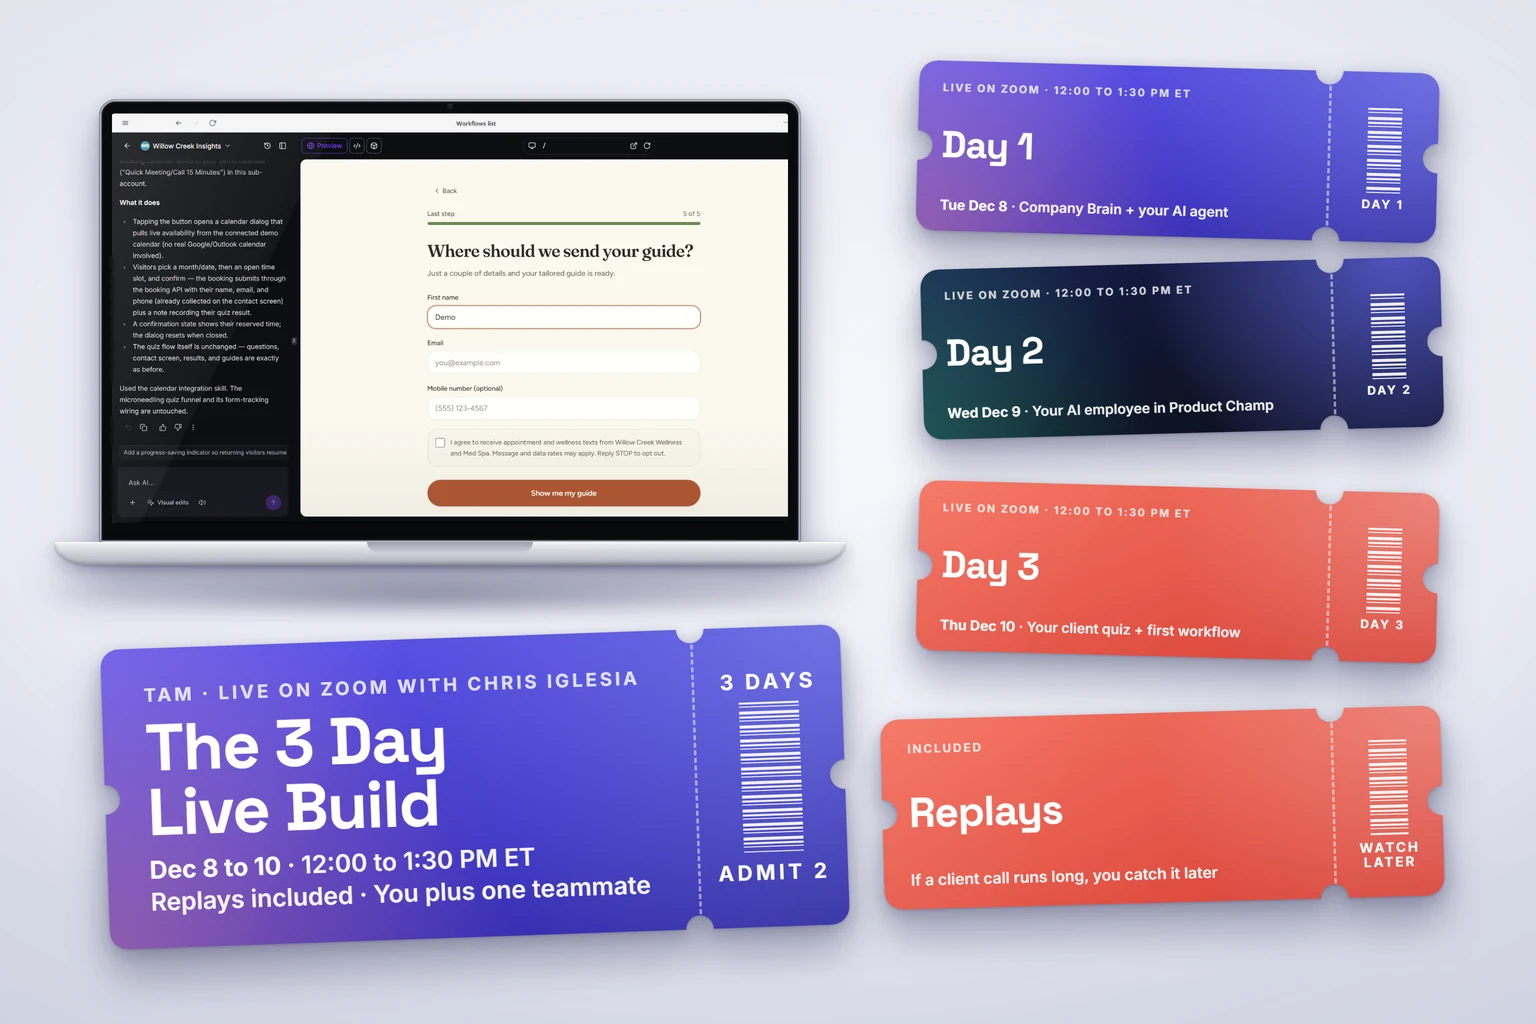 Workflows list
Willow Creek Insights
Preview
/
("Quick Meeting/Call 15 Minutes") in this sub-
account.
What it does
Tapping the button opens a calendar dialog that
pulls live availability from the connected demo
calendar (no real Google/Outlook calendar
involved).
Visitors pick a month/date, then an open time
slot, and confirm — the booking submits through
the booking API with their name, email, and
phone (already collected on the contact screen)
plus a note recording their quiz result.
A confirmation state shows their reserved time;
the dialog resets when closed.
The quiz flow itself is unchanged — questions,
contact screen, results, and guides are exactly
as before.
Used the calendar integration skill. The
microneedling quiz funnel and its form-tracking
wiring are untouched.
Add a progress-saving indicator so returning visitors resume
Ask AI...
Visual edits
Back
Last step
5 of 5
Where should we send your guide?
Just a couple of details and your tailored guide is ready.
First name
Demo
Email
you@example.com
Mobile number (optional)
(555) 123-4567
I agree to receive appointment and wellness texts from Willow Creek Wellness
and Med Spa. Message and data rates may apply. Reply STOP to opt out.
Show me my guide
TAM · LIVE ON ZOOM WITH CHRIS IGLESIA
The 3 Day
Live Build
Dec 8 to 10 · 12:00 to 1:30 PM ET
Replays included · You plus one teammate
3 DAYS
ADMIT 2
LIVE ON ZOOM · 12:00 TO 1:30 PM ET
Day 1
Tue Dec 8 · Company Brain + your AI agent
DAY 1
LIVE ON ZOOM · 12:00 TO 1:30 PM ET
Day 2
Wed Dec 9 · Your AI employee in Product Champ
DAY 2
LIVE ON ZOOM · 12:00 TO 1:30 PM ET
Day 3
Thu Dec 10 · Your client quiz + first workflow
DAY 3
INCLUDED
Replays
If a client call runs long, you catch it later
WATCH
LATER